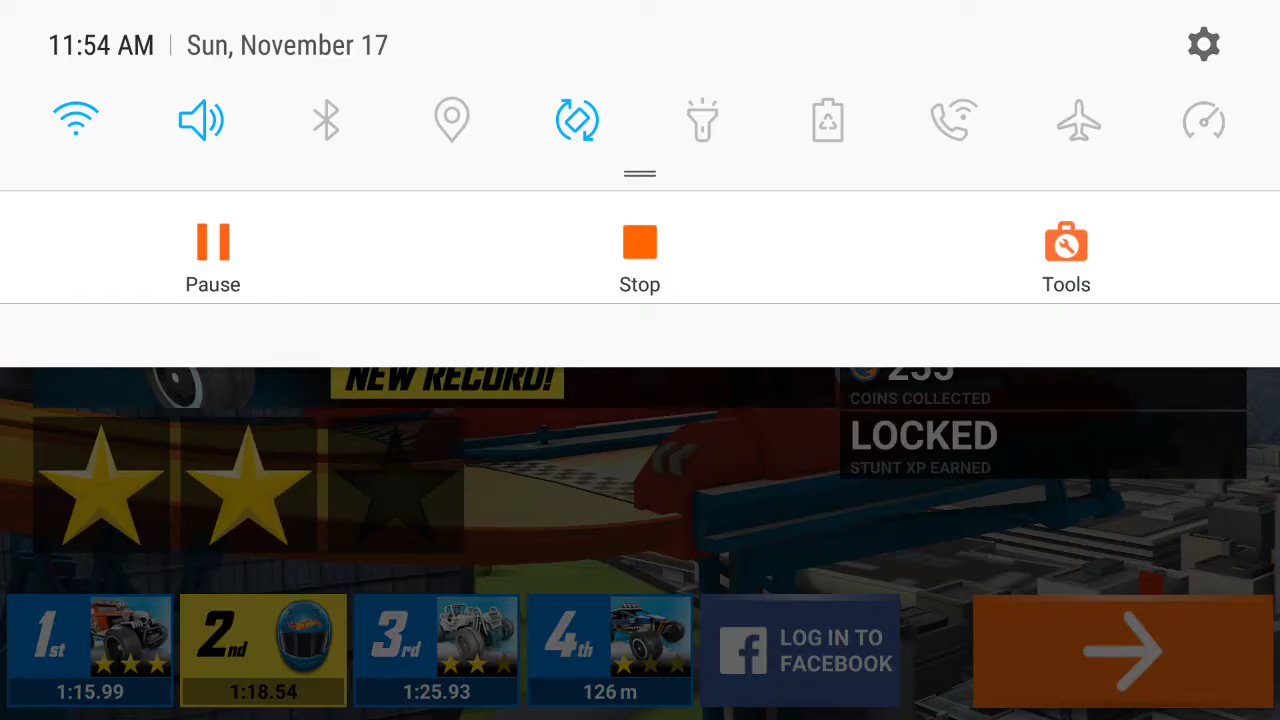 11:54 AM | Sun, November 17
Pause
Stop
Tools
NEW RECORD!
255
COINS COLLECTED
LOCKED
STUNT XP EARNED
1st
1:15.99
2nd
1:18.54
3rd
1:25.93
4th
126 m
LOG IN TO
FACEBOOK